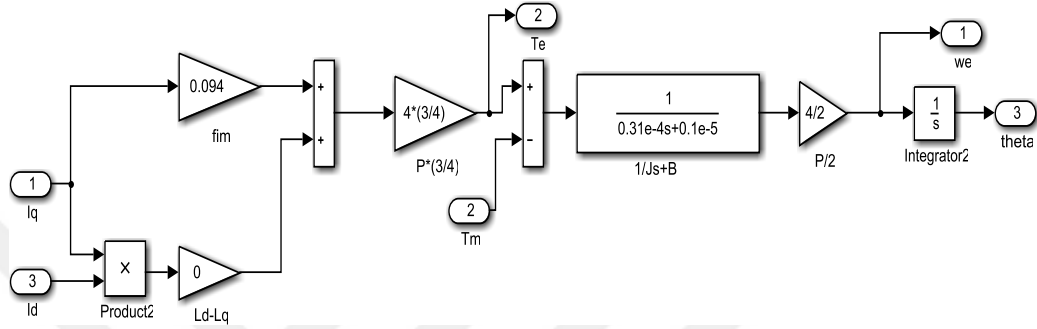 2
Te
1
we
0.094
fim
+
+
4*(3/4)
P*(3/4)
+
−
1
0.31e-4s+0.1e-5
1/Js+B
4/2
P/2
1
s
Integrator2
3
theta
1
Iq
2
Tm
3
Id
×
Product2
0
Ld-Lq